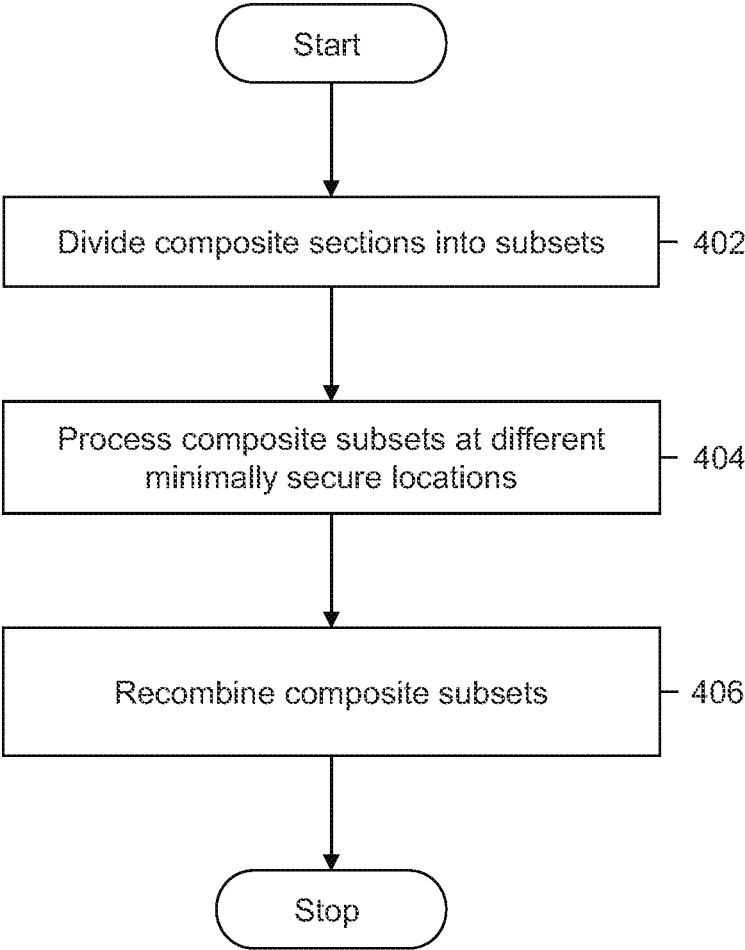 Start
Divide composite sections into subsets
402
Process composite subsets at different
minimally secure locations
404
Recombine composite subsets
406
Stop